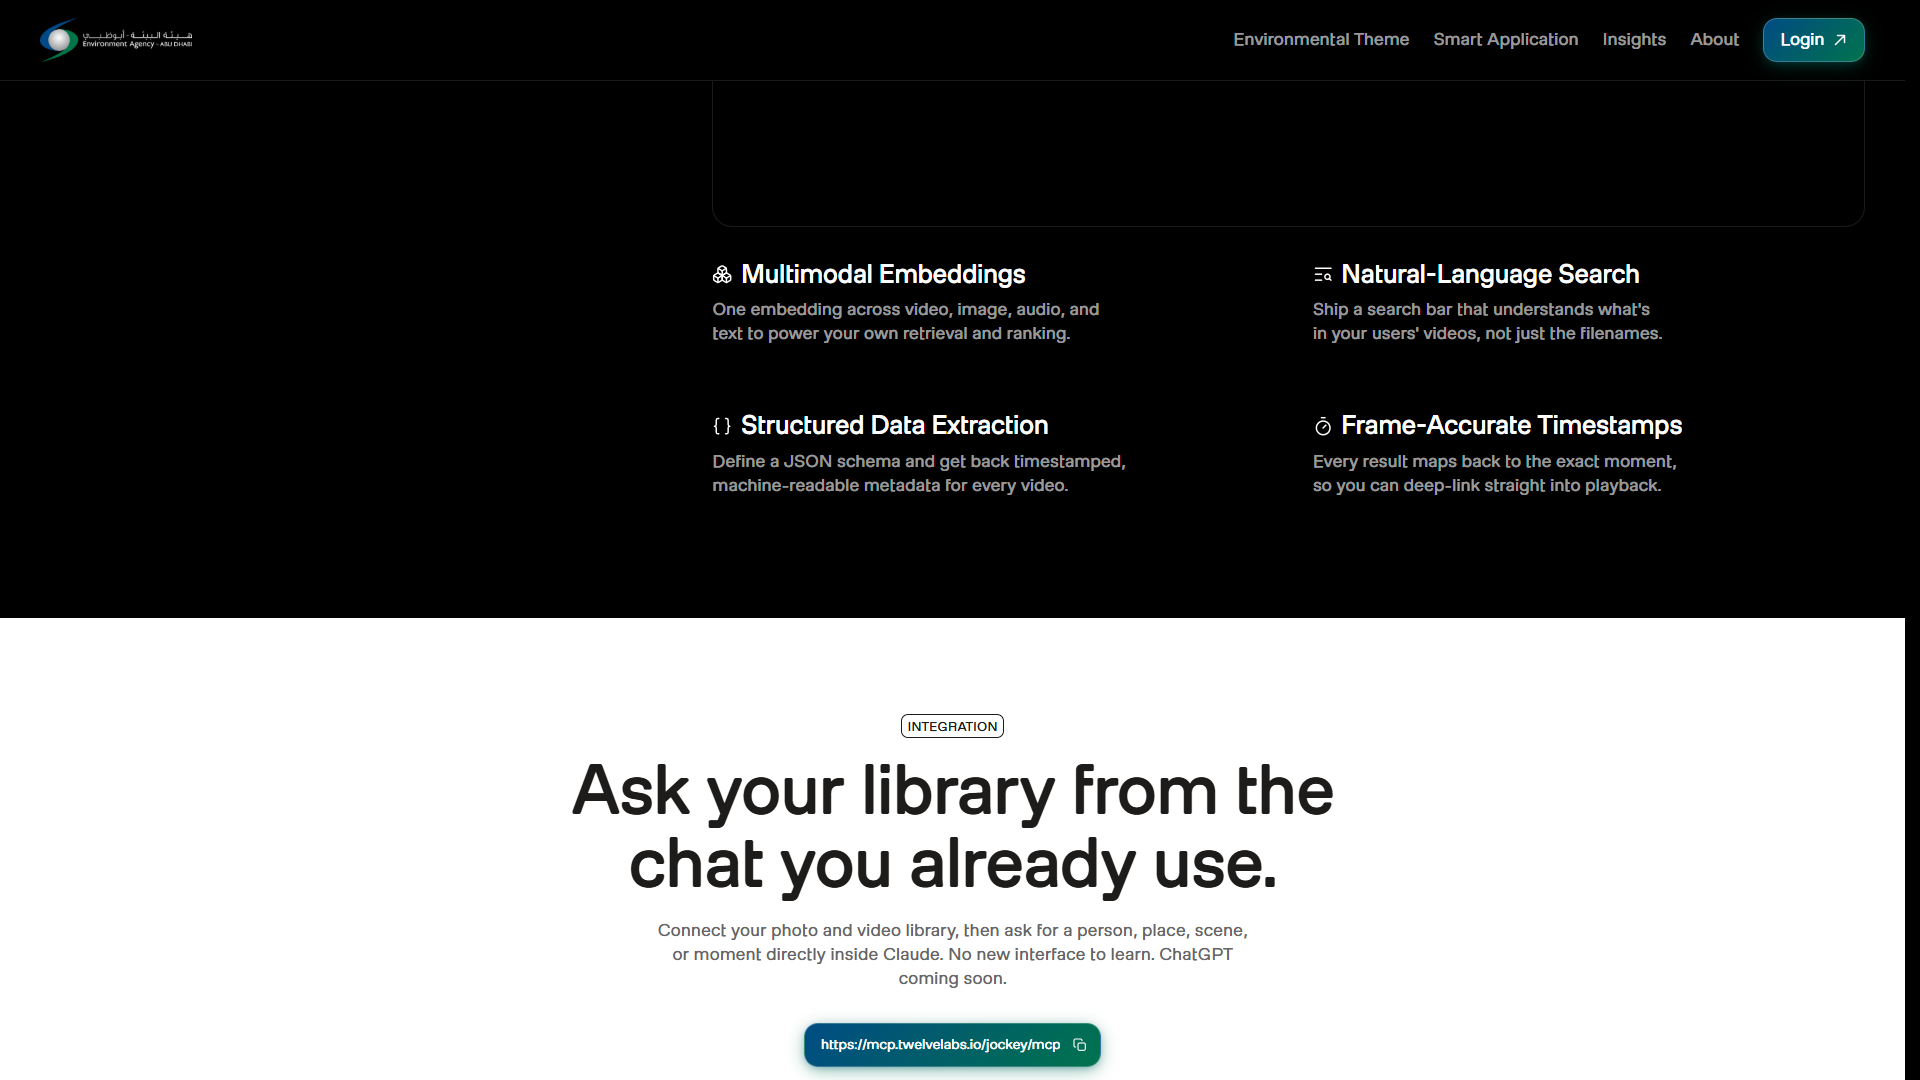 هيئة البيئة - أبوظبي
Environment Agency - ABU DHABI
Environmental Theme
Smart Application
Insights
About
Login
Multimodal Embeddings
One embedding across video, image, audio, and
text to power your own retrieval and ranking.
Natural-Language Search
Ship a search bar that understands what's
in your users' videos, not just the filenames.
Structured Data Extraction
Define a JSON schema and get back timestamped,
machine-readable metadata for every video.
Frame-Accurate Timestamps
Every result maps back to the exact moment,
so you can deep-link straight into playback.
INTEGRATION
Ask your library from the
chat you already use.
Connect your photo and video library, then ask for a person, place, scene,
or moment directly inside Claude. No new interface to learn. ChatGPT
coming soon.
https://mcp.twelvelabs.io/jockey/mcp